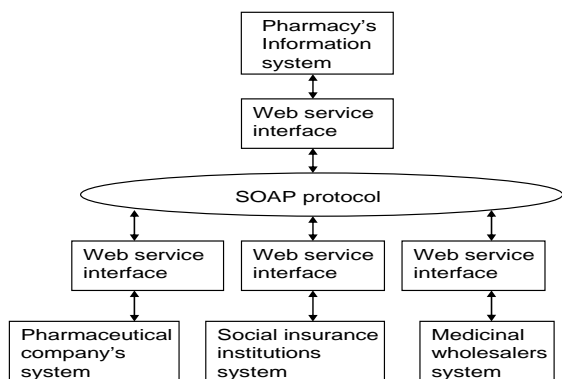 Pharmacy's
Information
system
Web service
interface
SOAP protocol
Web service
interface
Web service
interface
Web service
interface
Pharmaceutical
company's
system
Social insurance
institutions
system
Medicinal
wholesalers
system